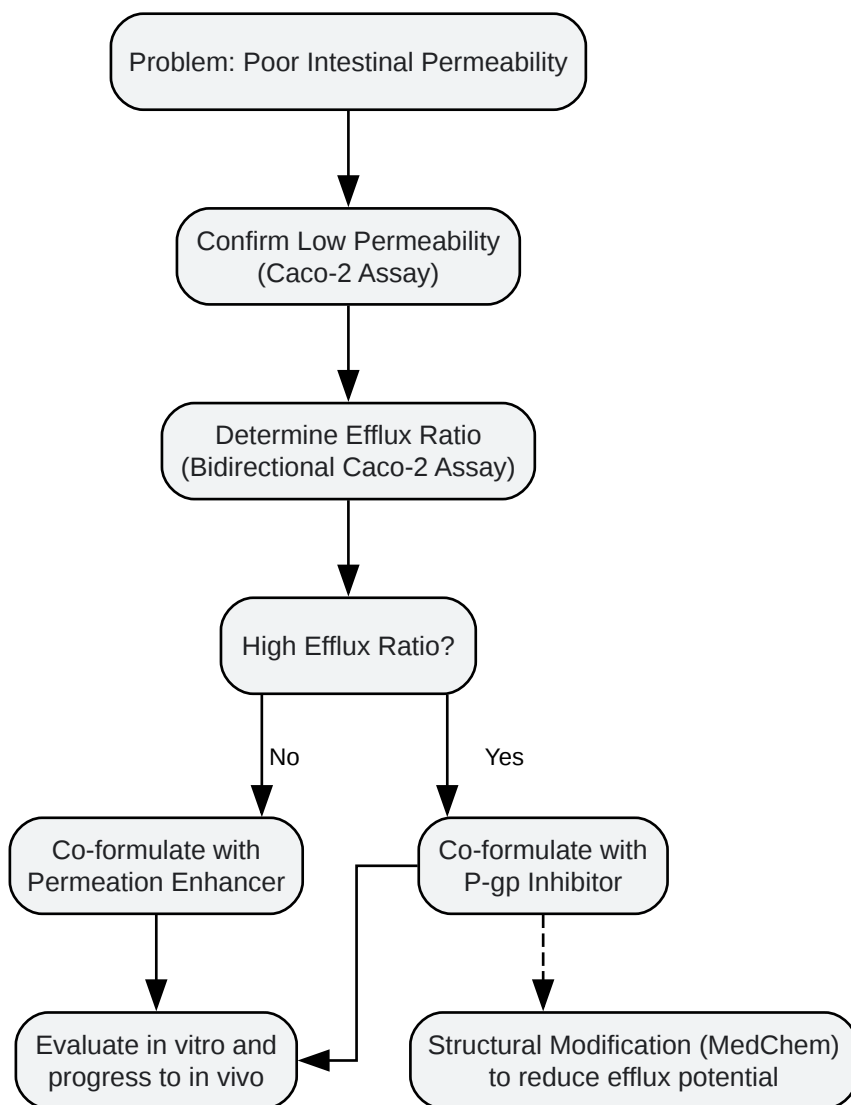 Problem: Poor Intestinal Permeability
Confirm Low Permeability
(Caco-2 Assay)
Determine Efflux Ratio
(Bidirectional Caco-2 Assay)
High Efflux Ratio?
No
Yes
Co-formulate with
Permeation Enhancer
Co-formulate with
P-gp Inhibitor
Evaluate in vitro and
progress to in vivo
Structural Modification (MedChem)
to reduce efflux potential